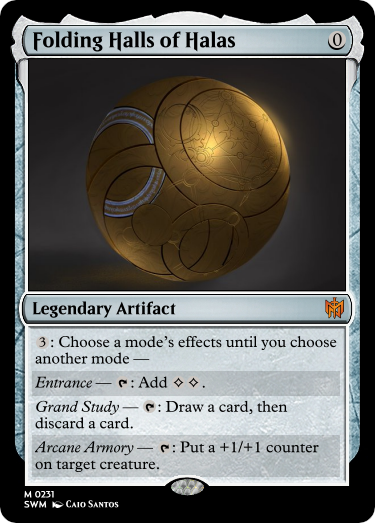 Folding Halls of Halas 0
Legendary Artifact
3: Choose a mode's effects until you choose
another mode —
Entrance — : Add .
Grand Study — : Draw a card, then
discard a card.
Arcane Armory — : Put a +1/+1 counter
on target creature.
M 0231
SWM Caio Santos